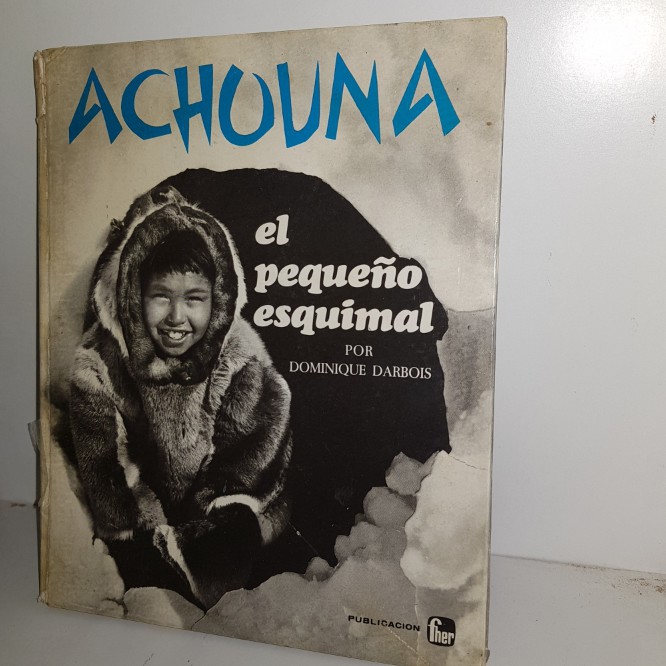 ACHOUNA
el
pequeño
esquimal
POR
DOMINIQUE DARBOIS
PUBLICACION fher